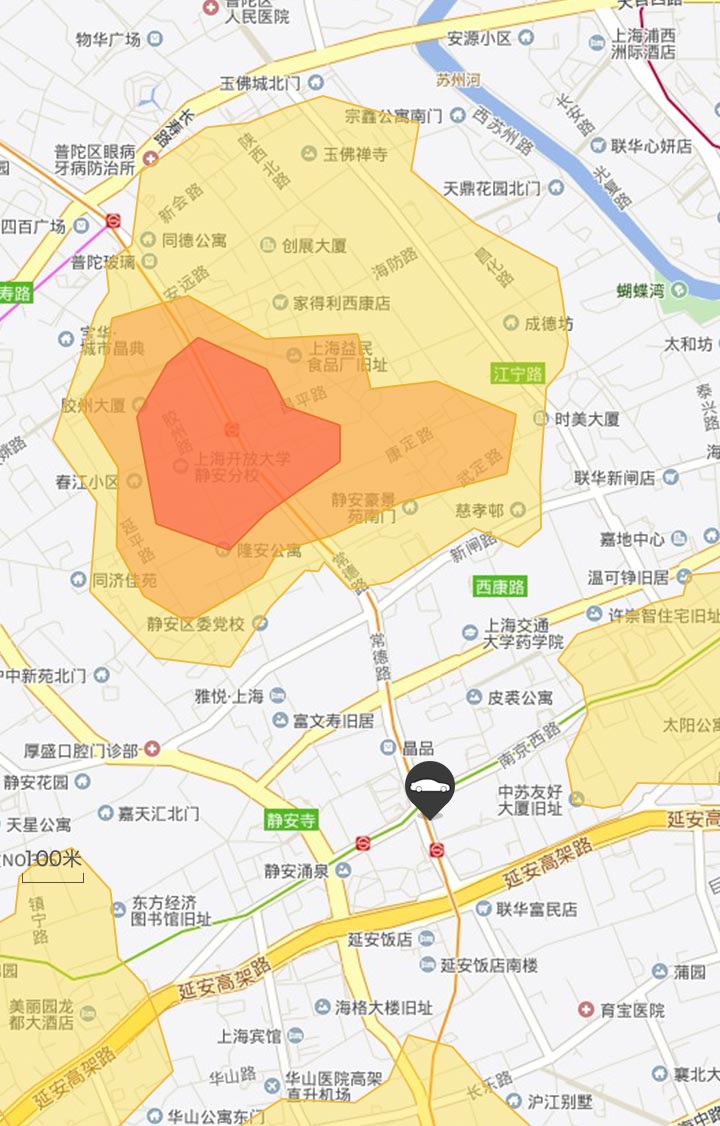 普陀区
人民医院
大自西路
物华广场
安源小区
上海浦西
洲际酒店
玉佛城北门
苏州河
长寿路
宗鑫公寓南门
西苏州路
长安路
陕西北路
玉佛禅寺
联华心妍店
普陀区眼病
牙病防治所
园
天鼎花园北门
光复路
新会路
四百广场
同德公寓
创展大厦
昌化路
普陀玻璃
海防路
安远路
寿路
蝴蝶湾
家得利西康店
成德坊
宝华·
城市晶典
上海益民
食品厂旧址
太和坊
江宁路
昌平路
泰兴路
胶州大厦
胶州路
时美大厦
姚路
康定路
海
上海开放大学
静安分校
武定路
春江小区
联华新闸店
静安豪景
苑南门
慈孝邨
延平路
隆安公寓
新闸路
嘉地中心
常德路
同济佳苑
西康路
温可铮旧居
许崇智住宅旧址
静安区委党校
上海交通
大学药学院
常德路
中中新苑北门
雅悦·上海
皮裘公寓
富文寿旧居
太阳公寓
南京西路
厚盛口腔门诊部
晶品
静安花园
中苏友好
大厦旧址
嘉天汇北门
静安寺
天星公寓
延安高
NO
100米
静安涌泉
延安高架路
东方经济
图书馆旧址
镇宁路
联华富民店
延安饭店
延安高架路
延安饭店南楼
蒲园
园
美丽园龙
都大酒店
海格大楼旧址
育宝医院
上海宾馆
延安高架路
华山路
华山医院高架
直升机场
长乐路
襄北大
沪江别墅
华山公寓东门
海中路